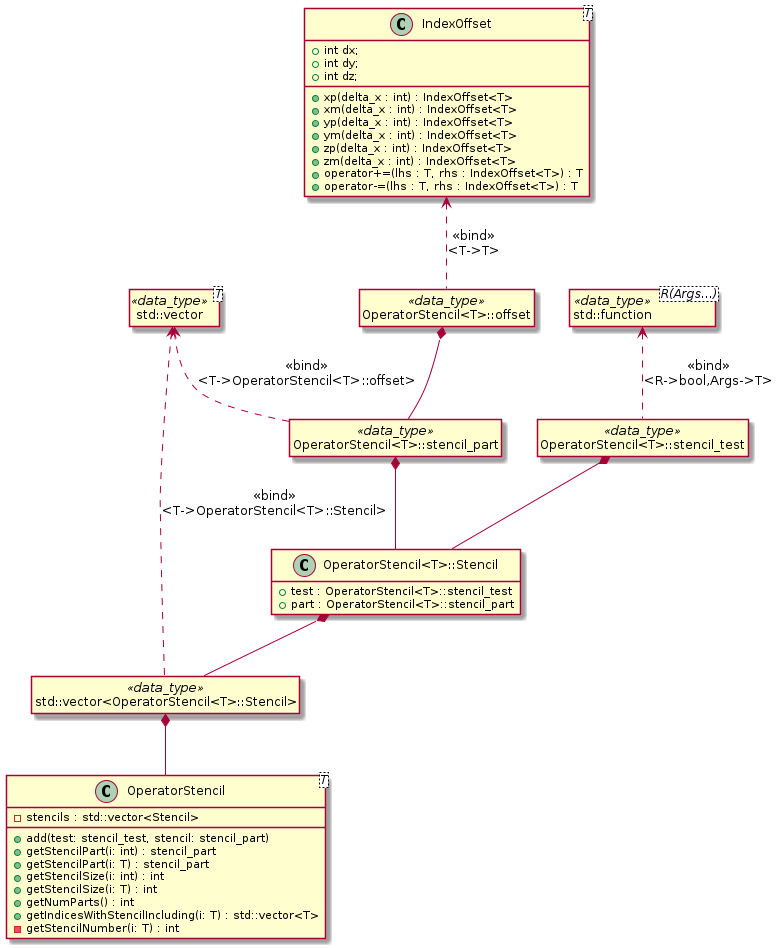 C IndexOffset T
int dx;
int dy;
int dz;
xp(delta_x : int) : IndexOffset<T>
xm(delta_x : int) : IndexOffset<T>
yp(delta_x : int) : IndexOffset<T>
ym(delta_x : int) : IndexOffset<T>
zp(delta_x : int) : IndexOffset<T>
zm(delta_x : int) : IndexOffset<T>
operator+=(lhs : T, rhs : IndexOffset<T>) : T
operator-=(lhs : T, rhs : IndexOffset<T>) : T
«bind»
<T->T>
«data_type» T
std::vector
«data_type»
OperatorStencil<T>::offset
«data_type» R(Args...)
std::function
«bind»
<T->OperatorStencil<T>::offset>
«bind»
<R->bool,Args->T>
«data_type»
OperatorStencil<T>::stencil_part
«data_type»
OperatorStencil<T>::stencil_test
«bind»
<T->OperatorStencil<T>::Stencil>
C OperatorStencil<T>::Stencil
test : OperatorStencil<T>::stencil_test
part : OperatorStencil<T>::stencil_part
«data_type»
std::vector<OperatorStencil<T>::Stencil>
C OperatorStencil T
stencils : std::vector<Stencil>
add(test: stencil_test, stencil: stencil_part)
getStencilPart(i: int) : stencil_part
getStencilPart(i: T) : stencil_part
getStencilSize(i: int) : int
getStencilSize(i: T) : int
getNumParts() : int
getIndicesWithStencilIncluding(i: T) : std::vector<T>
getStencilNumber(i: T) : int